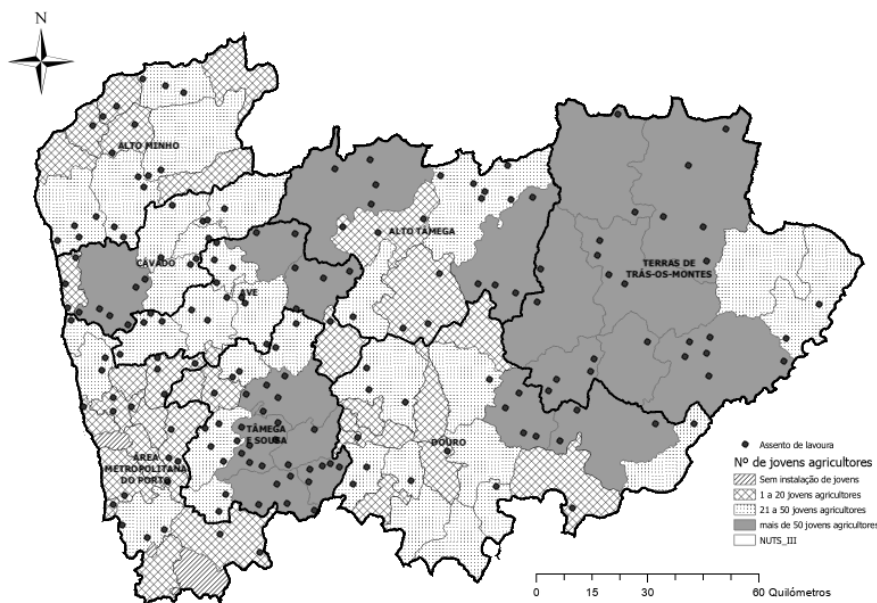 N
ALTO MINHO
ALTO TÂMEGA
CÁVADO
TERRAS DE
TRÁS-OS-MONTES
AVE
TÂMEGA
E SOUSA
DOURO
ÁREA
METROPOLITANA
DO PORTO
Assento de lavoura
Nº de jovens agricultores
Sem instalação de jovens
1 a 20 jovens agricultores
21 a 50 jovens agricultores
mais de 50 jovens agricultores
NUTS_III
0 15 30 60 Quilómetros